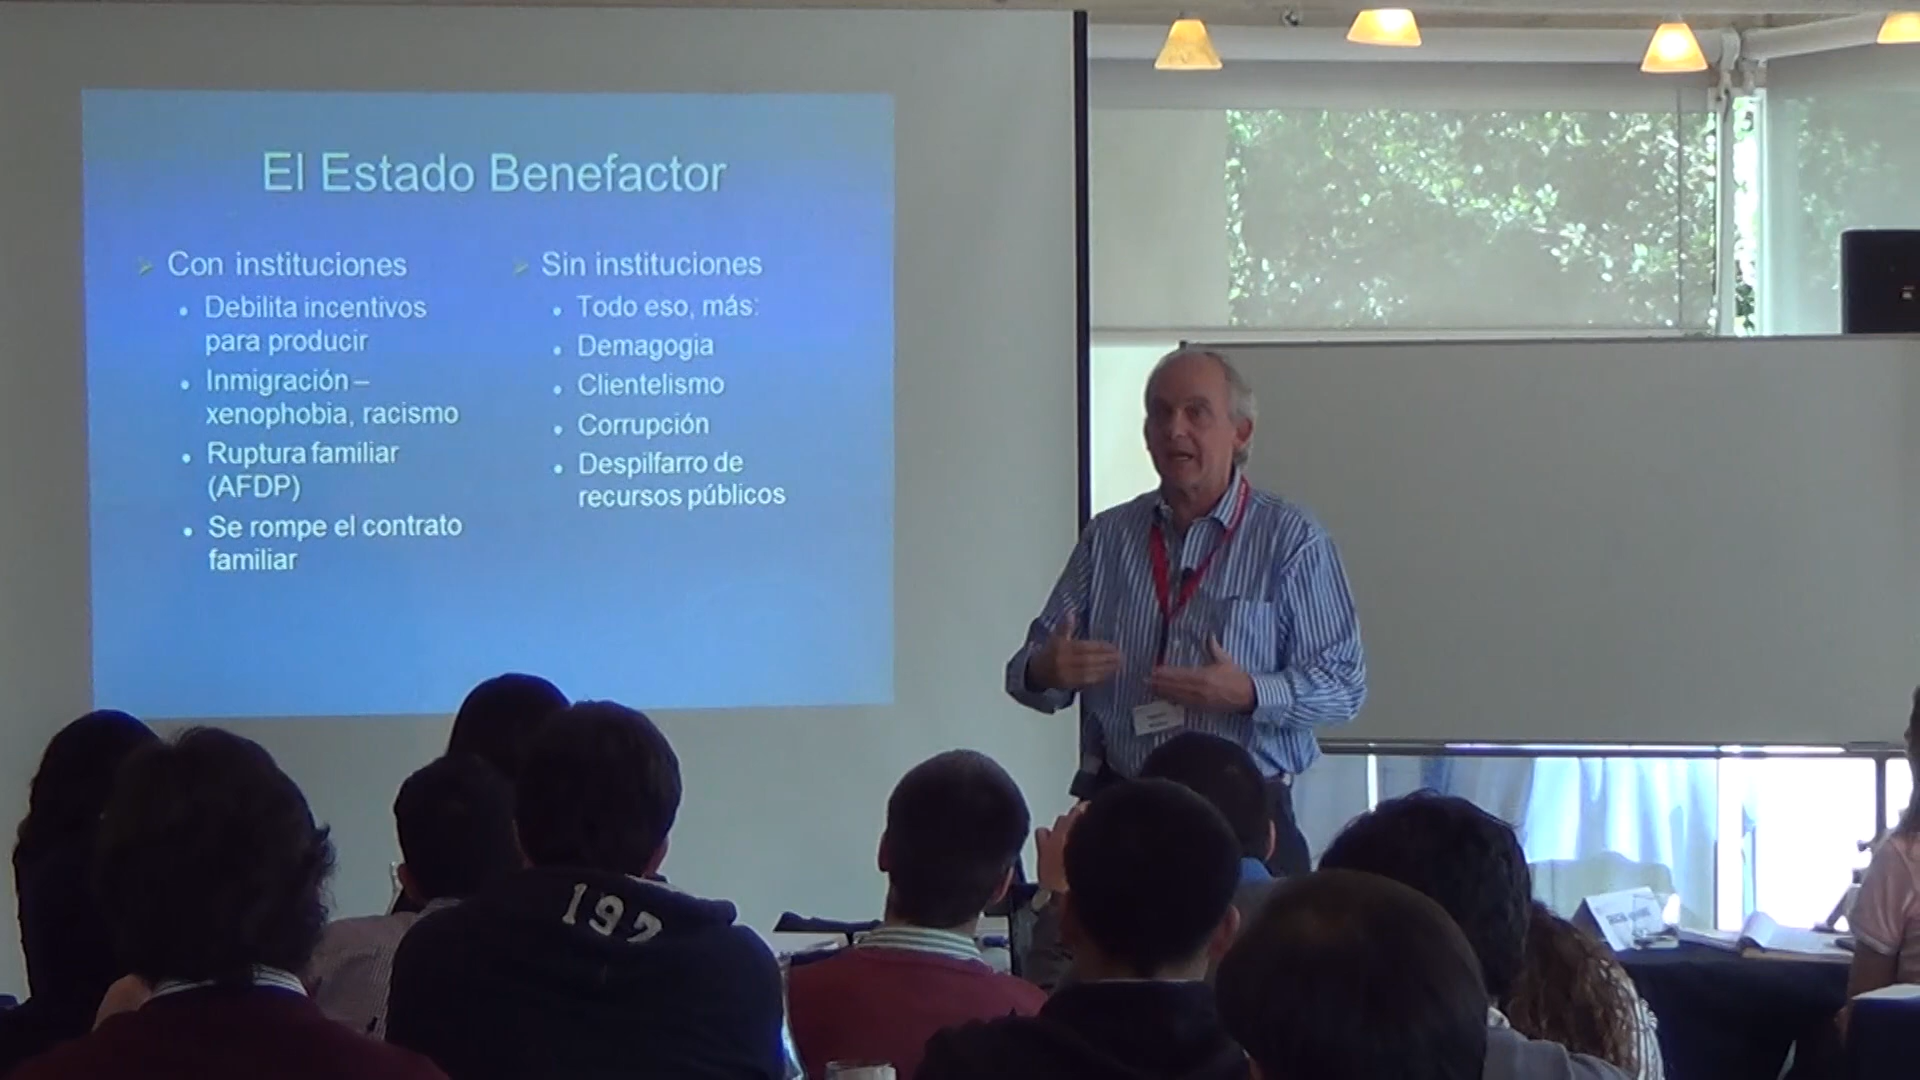 El Estado Benefactor
Con instituciones
Debilita incentivos
para producir
Inmigración –
xenophobia, racismo
Ruptura familiar
(AFDP)
Se rompe el contrato
familiar
Sin instituciones
Todo eso, más:
Demagogia
Clientelismo
Corrupción
Despilfarro de
recursos públicos
197